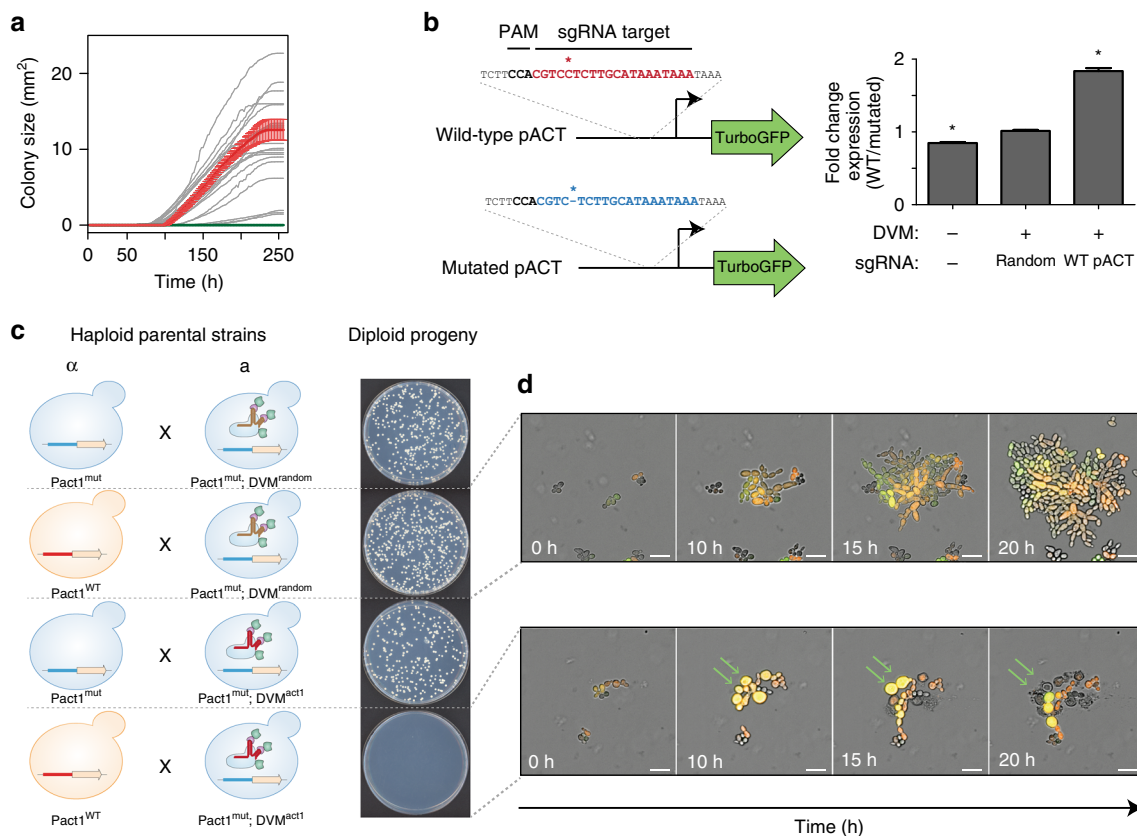 a
Colony size (mm²)
20
10
0
0
50
150
250
Time (h)
b
PAM
sgRNA target
*
TCTTCCACGTCCTCTTGCATAAATAAATAAA
Wild-type pACT
TurboGFP
*
TCTTCCACGTC–TCTTGCATAAATAAATAAA
Mutated pACT
TurboGFP
Fold change
expression
(WT/mutated)
2
1
0
*
*
DVM: – + +
sgRNA: – Random WT pACT
c
Haploid parental strains
Diploid progeny
α
a
X
Pact1mut
Pact1mut; DVMrandom
X
Pact1WT
Pact1mut; DVMrandom
X
Pact1mut
Pact1mut; DVMact1
X
Pact1WT
Pact1mut; DVMact1
d
0 h
10 h
15 h
20 h
0 h
10 h
15 h
20 h
Time (h)